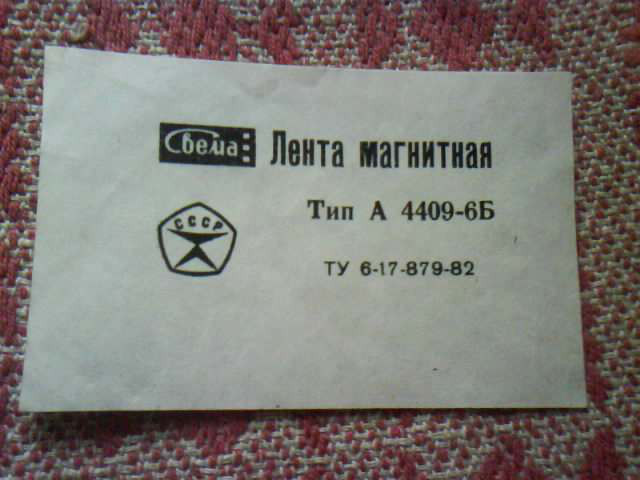 Свема Лента магнитная
СССР
Тип А 4409-6Б
ТУ 6-17-879-82